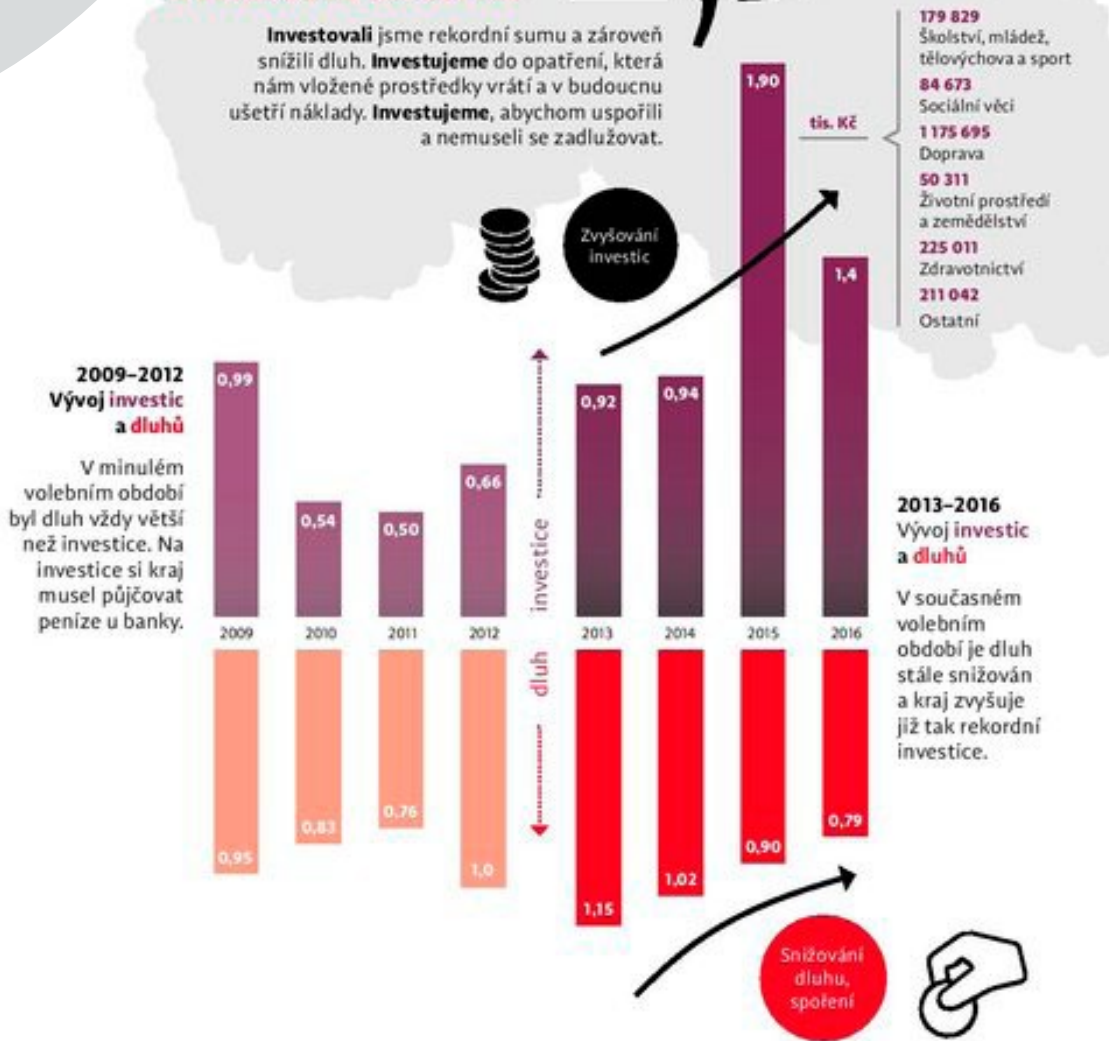 Investovali jsme rekordní sumu a zároveň
snížili dluh. Investujeme do opatření, která
nám vložené prostředky vrátí a v budoucnu
ušetří náklady. Investujeme, abychom uspořili
a nemuseli se zadlužovat.
tis. Kč
179 829
Školství, mládež,
tělovýchova a sport
84 673
Sociální věci
1 175 695
Doprava
50 311
Životní prostředí
a zemědělství
225 011
Zdravotnictví
211 042
Ostatní
Zvyšování
investic
2009–2012
Vývoj investic
a dluhů
V minulém
volebním období
byl dluh vždy větší
než investice. Na
investice si kraj
musel půjčovat
peníze u banky.
0,99
0,54
0,50
0,66
investice
0,92
0,94
1,90
1,4
2009
2010
2011
2012
2013
2014
2015
2016
dluh
0,95
0,83
0,76
1,0
1,15
1,02
0,90
0,79
2013–2016
Vývoj investic
a dluhů
V současném
volebním
období je dluh
stále snižován
a kraj zvyšuje
již tak rekordní
investice.
Snižování
dluhu,
spoření